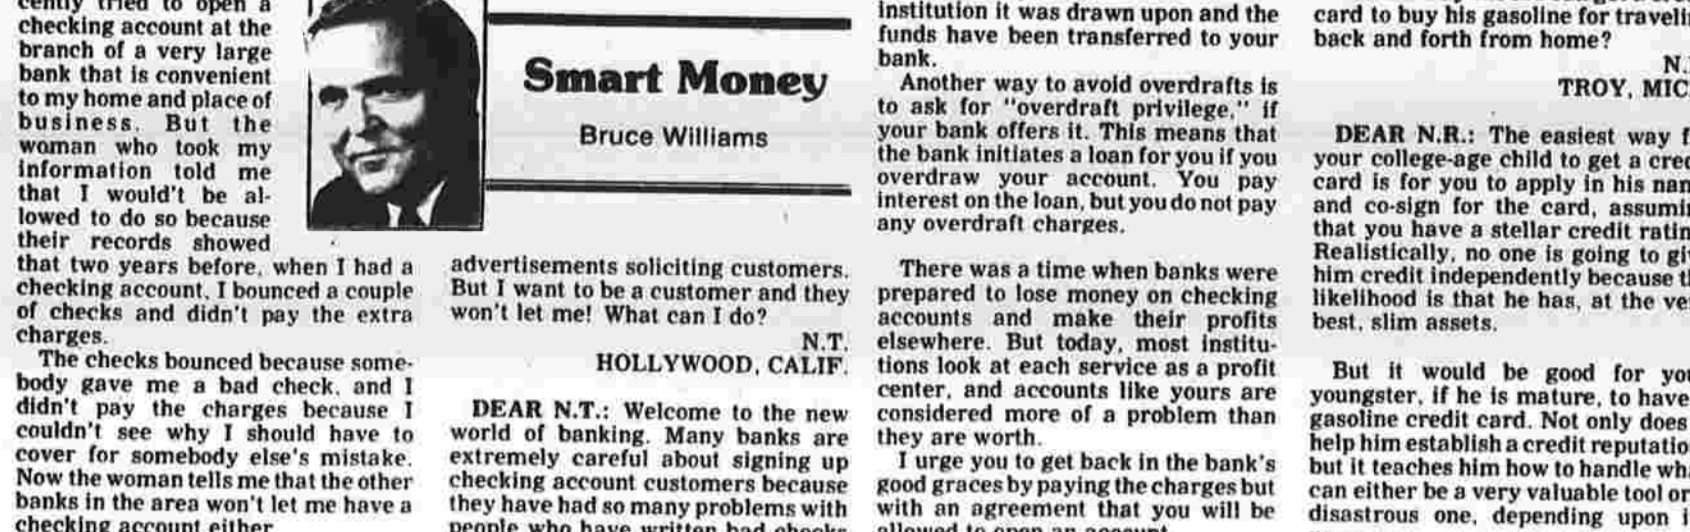 cently tried to open a
checking account at the
branch of a very large
bank that is convenient
to my home and place of
business. But the
woman who took my
information told me
that I would't be al-
lowed to do so because
their records showed
that two years before, when I had a
checking account, I bounced a couple
of checks and didn't pay the extra
charges.
The checks bounced because some-
body gave me a bad check, and I
didn't pay the charges because I
couldn't see why I should have to
cover for somebody else's mistake.
Now the woman tells me that the other
banks in the area won't let me have a
checking account either
Smart Money
Bruce Williams
advertisements soliciting customers.
But I want to be a customer and they
won't let me! What can I do?
N.T.
HOLLYWOOD, CALIF.
DEAR N.T.: Welcome to the new
world of banking. Many banks are
extremely careful about signing up
checking account customers because
they have had so many problems with
people who have written bad checks
institution it was drawn upon and the
funds have been transferred to your
bank.
Another way to avoid overdrafts is
to ask for "overdraft privilege," if
your bank offers it. This means that
the bank initiates a loan for you if you
overdraw your account. You pay
interest on the loan, but you do not pay
any overdraft charges.
There was a time when banks were
prepared to lose money on checking
accounts and make their profits
elsewhere. But today, most institu-
tions look at each service as a profit
center, and accounts like yours are
considered more of a problem than
they are worth.
I urge you to get back in the bank's
good graces by paying the charges but
with an agreement that you will be
allowed to open an account
card to buy his gasoline for traveli
back and forth from home?
N.
TROY, MIC
DEAR N.R.: The easiest way f
your college-age child to get a cred
card is for you to apply in his nam
and co-sign for the card, assumin
that you have a stellar credit ratin
Realistically, no one is going to giv
him credit independently because th
likelihood is that he has, at the ve
best, slim assets.
But it would be good for you
youngster, if he is mature, to have
gasoline credit card. Not only does
help him establish a credit reputatio
but it teaches him how to handle wha
can either be a very valuable tool or
disastrous one, depending upon i